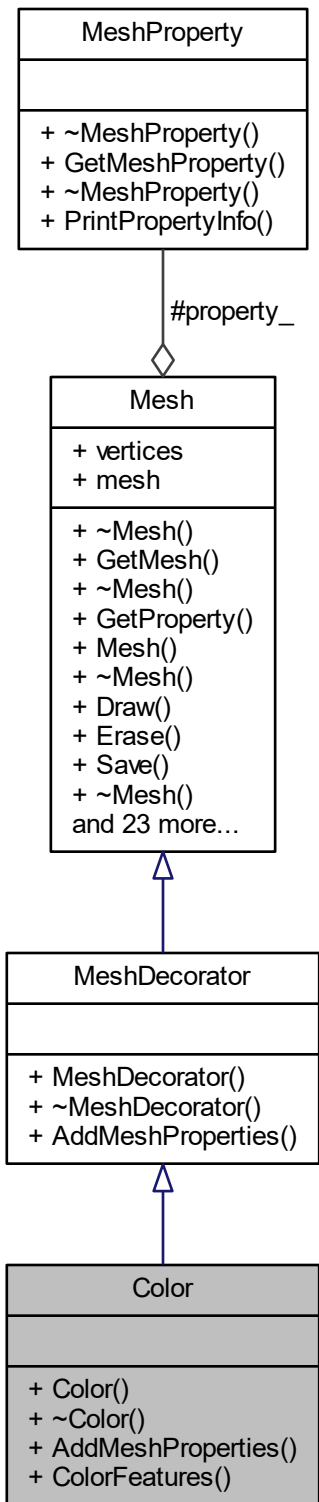 MeshProperty
+ ~MeshProperty()
+ GetMeshProperty()
+ ~MeshProperty()
+ PrintPropertyInfo()
#property_
Mesh
+ vertices
+ mesh
+ ~Mesh()
+ GetMesh()
+ ~Mesh()
+ GetProperty()
+ Mesh()
+ ~Mesh()
+ Draw()
+ Erase()
+ Save()
+ ~Mesh()
and 23 more...
MeshDecorator
+ MeshDecorator()
+ ~MeshDecorator()
+ AddMeshProperties()
Color
+ Color()
+ ~Color()
+ AddMeshProperties()
+ ColorFeatures()